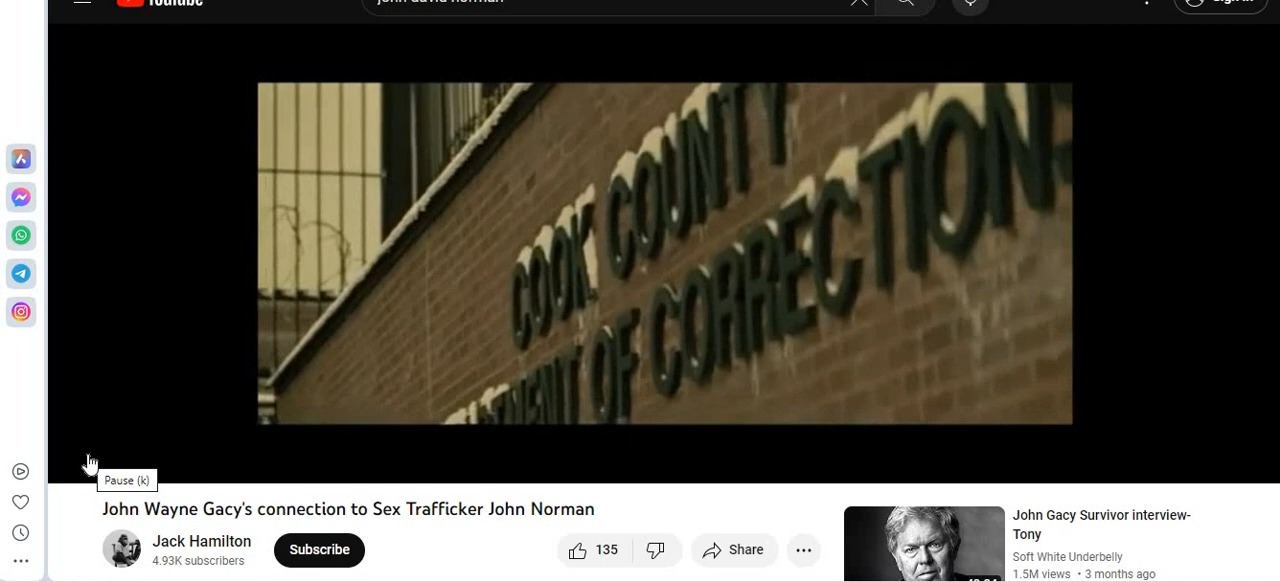 COOK COUNTY
OF CORRECTION
Pause (k)
John Wayne Gacy's connection to Sex Trafficker John Norman
Jack Hamilton
4.93K subscribers
Subscribe
135
Share
John Gacy Survivor interview-
Tony
Soft White Underbelly
1.5M views • 3 months ago